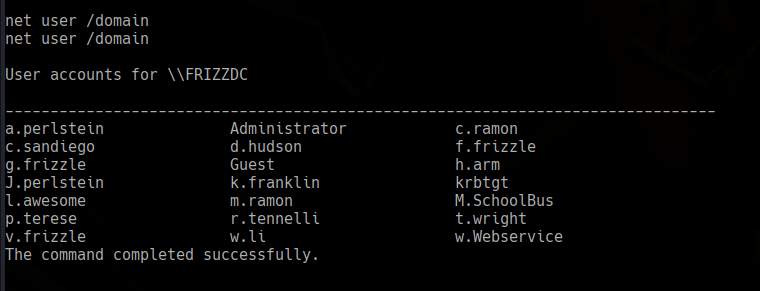 net user /domain
net user /domain
User accounts for \\FRIZZDC
-------------------------------------------------------------------------------
a.perlstein             Administrator            c.ramon
c.sandiego              d.hudson                 f.frizzle
g.frizzle               Guest                    h.arm
J.perlstein             k.franklin               krbtgt
l.awesome               m.ramon                  M.SchoolBus
p.terese                r.tennelli               t.wright
v.frizzle               w.li                     w.Webservice
The command completed successfully.